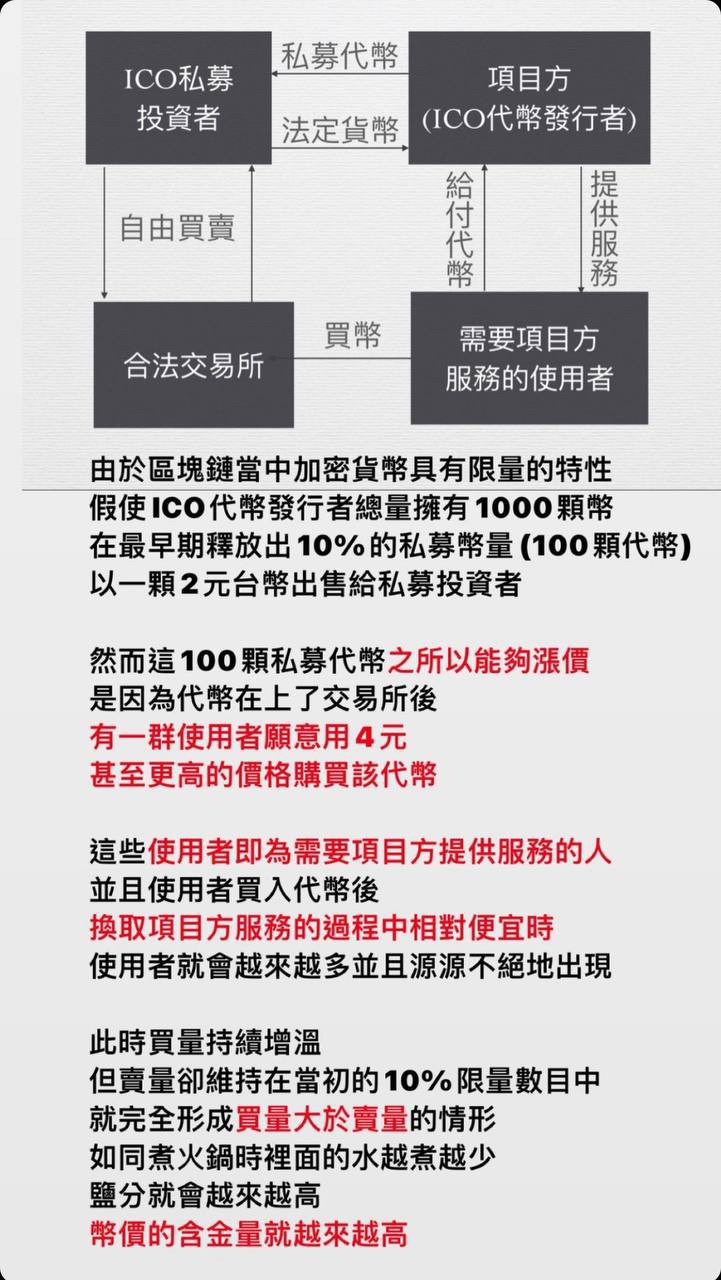 ICO私募
投資者
私募代幣
法定貨幣
項目方
(ICO代幣發行者)
自由買賣
給付代幣
提供服務
合法交易所
買幣
需要項目方
服務的使用者
由於區塊鏈當中加密貨幣具有限量的特性
假使ICO代幣發行者總量擁有1000顆幣
在最早期釋放出10%的私募幣量(100顆代幣)
以一顆2元台幣出售給私募投資者
然而這100顆私募代幣之所以能夠漲價
是因為代幣在上了交易所後
有一群使用者願意用4元
甚至更高的價格購買該代幣
這些使用者即為需要項目方提供服務的人
並且使用者買入代幣後
換取項目方服務的過程中相對便宜時
使用者就會越來越多並且源源不絕地出現
此時買量持續增溫
但賣量卻維持在當初的10%限量數目中
就完全形成買量大於賣量的情形
如同煮火鍋時裡面的水越煮越少
鹽分就會越來越高
幣價的含金量就越來越高